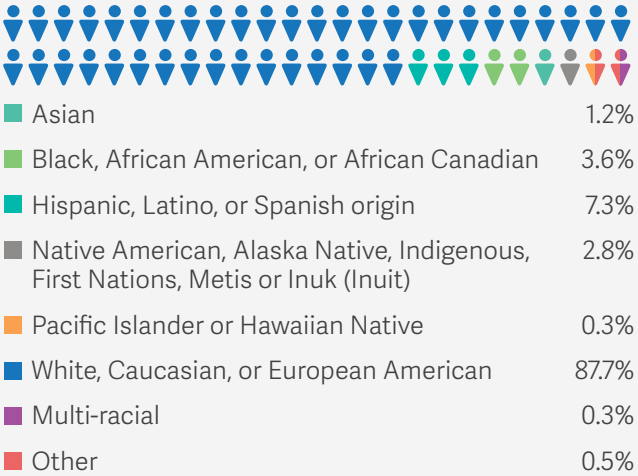 Asian 1.2%
Black, African American, or African Canadian 3.6%
Hispanic, Latino, or Spanish origin 7.3%
Native American, Alaska Native, Indigenous, 2.8%
First Nations, Metis or Inuk (Inuit)
Pacific Islander or Hawaiian Native 0.3%
White, Caucasian, or European American 87.7%
Multi-racial 0.3%
Other 0.5%